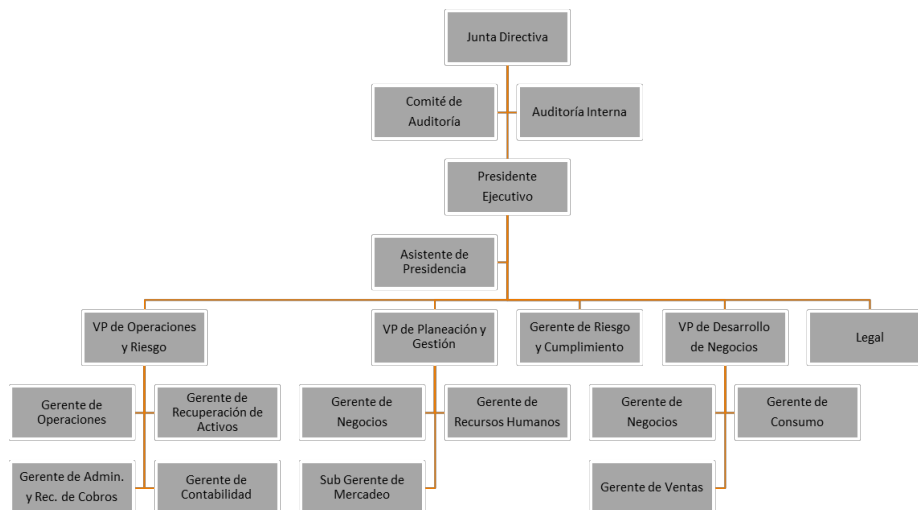 Junta Directiva
Comité de
Auditoría
Auditoría Interna
Presidente
Ejecutivo
Asistente de
Presidencia
VP de Operaciones
y Riesgo
VP de Planeación y
Gestión
Gerente de Riesgo
y Cumplimiento
VP de Desarrollo
de Negocios
Legal
Gerente de
Operaciones
Gerente de
Recuperación de
Activos
Gerente de
Negocios
Gerente de
Recursos Humanos
Gerente de
Negocios
Gerente de
Consumo
Gerente de Admin.
y Rec. de Cobros
Gerente de
Contabilidad
Sub Gerente de
Mercadeo
Gerente de Ventas